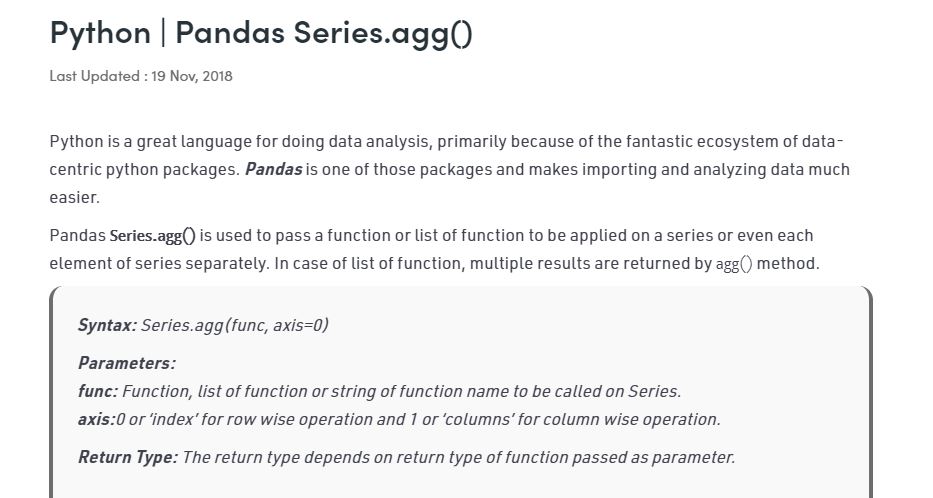 Python | Pandas Series.agg()
Last Updated : 19 Nov, 2018
Python is a great language for doing data analysis, primarily because of the fantastic ecosystem of data-
centric python packages. Pandas is one of those packages and makes importing and analyzing data much
easier.
Pandas Series.agg() is used to pass a function or list of function to be applied on a series or even each
element of series separately. In case of list of function, multiple results are returned by agg() method.
Syntax: Series.agg(func, axis=0)
Parameters:
func: Function, list of function or string of function name to be called on Series.
axis:0 or ‘index’ for row wise operation and 1 or ‘columns’ for column wise operation.
Return Type: The return type depends on return type of function passed as parameter.